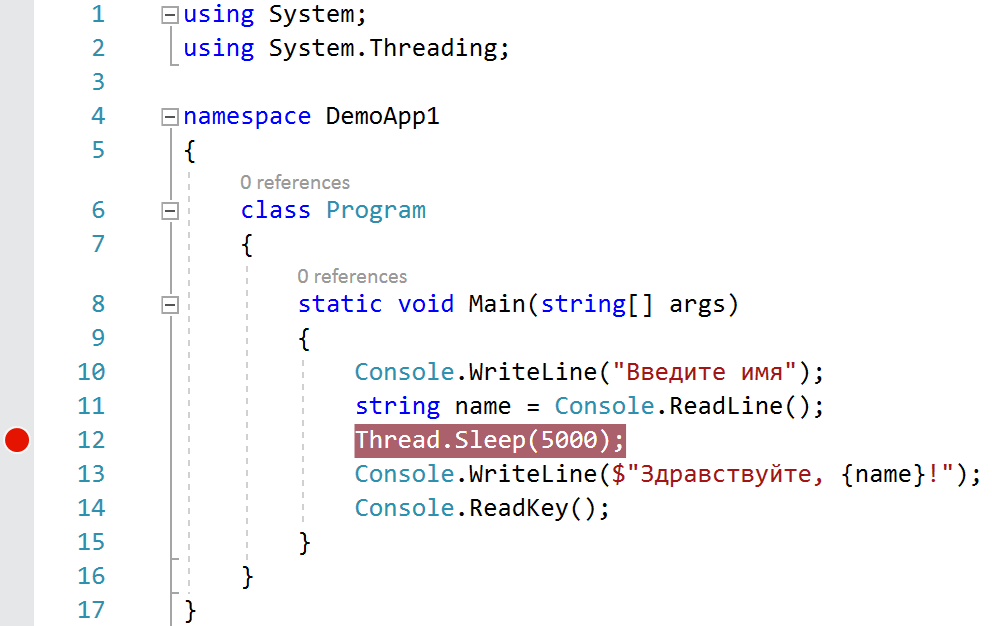 1 using System;
2 using System.Threading;
3
4 namespace DemoApp1
5 {
0 references
6 class Program
7 {
0 references
8 static void Main(string[] args)
9 {
10 Console.WriteLine("Введите имя");
11 string name = Console.ReadLine();
12 Thread.Sleep(5000);
13 Console.WriteLine($"Здравствуйте, {name}!");
14 Console.ReadKey();
15 }
16 }
17 }